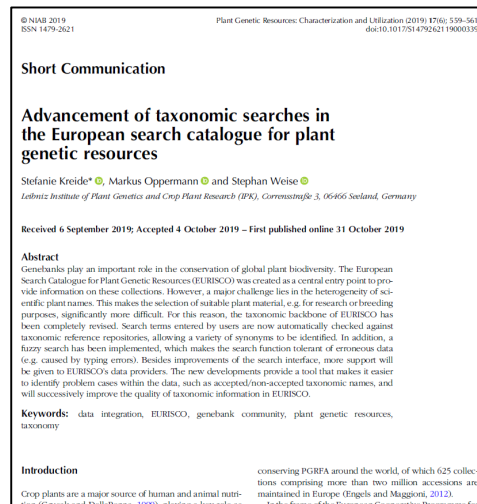 © NIAB 2019
ISSN 1479-2621
Plant Genetic Resources: Characterization and Utilization (2019) 17(6); 559–561
doi:10.1017/S1479262119000339
Short Communication
Advancement of taxonomic searches in
the European search catalogue for plant
genetic resources
Stefanie Kreide*, Markus Oppermann and Stephan Weise
Leibniz Institute of Plant Genetics and Crop Plant Research (IPK), Corrensstraße 3, 06466 Seeland, Germany
Received 6 September 2019; Accepted 4 October 2019 – First published online 31 October 2019
Abstract
Genebanks play an important role in the conservation of global plant biodiversity. The European
Search Catalogue for Plant Genetic Resources (EURISCO) was created as a central entry point to pro-
vide information on these collections. However, a major challenge lies in the heterogeneity of sci-
entific plant names. This makes the selection of suitable plant material, e.g. for research or breeding
purposes, significantly more difficult. For this reason, the taxonomic backbone of EURISCO has
been completely revised. Search terms entered by users are now automatically checked against
taxonomic reference repositories, allowing a variety of synonyms to be identified. In addition, a
fuzzy search has been implemented, which makes the search function tolerant of erroneous data
(e.g. caused by typing errors). Besides improvements of the search interface, more support will
be given to EURISCO's data providers. The new developments provide a tool that makes it easier
to identify problem cases within the data, such as accepted/non-accepted taxonomic names, and
will successively improve the quality of taxonomic information in EURISCO.
Keywords: data integration, EURISCO, genebank community, plant genetic resources,
taxonomy
Introduction
Crop plants are a major source of human and animal nutri-
conserving PGRFA around the world, of which 625 collec-
tions comprising more than two million accessions are
maintained in Europe (Engels and Maggioni, 2012).